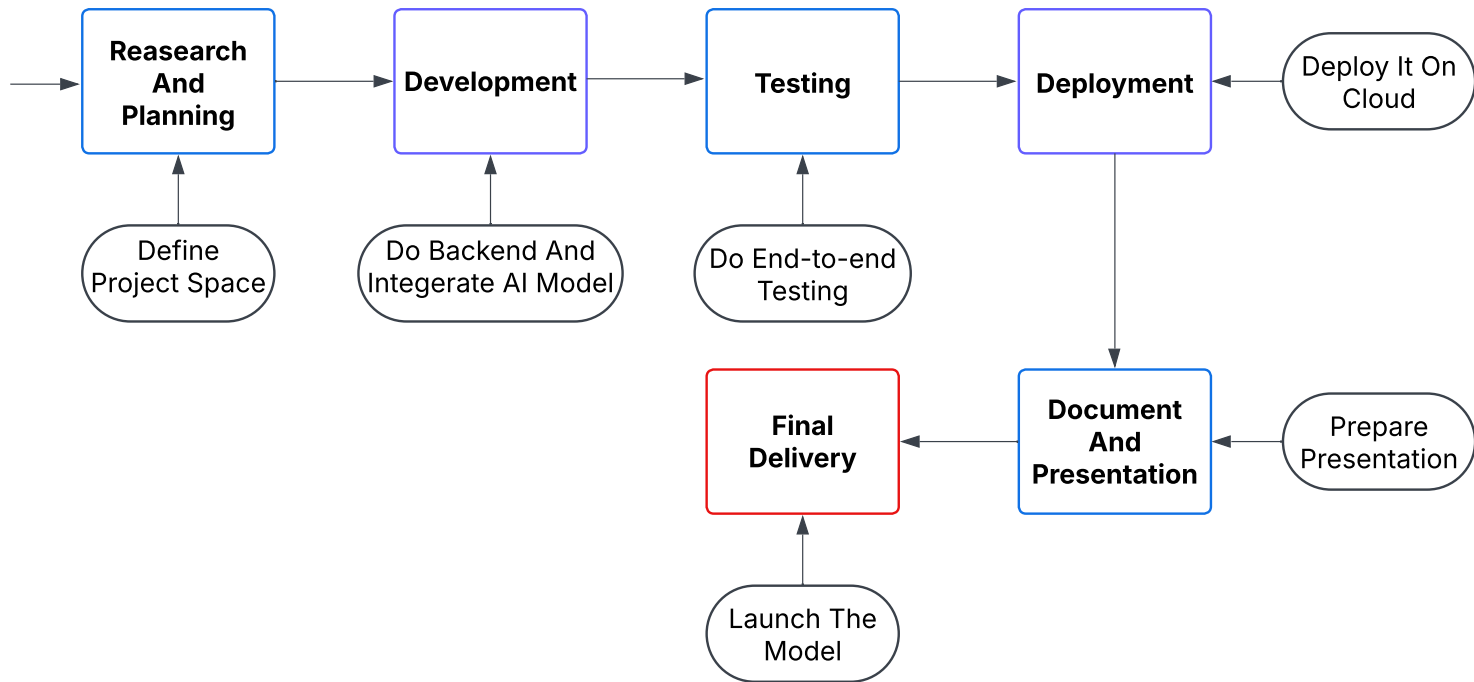 Reasearch
And
Planning
Development
Testing
Deployment
Deploy It On
Cloud
Define
Project Space
Do Backend And
Integerate AI Model
Do End-to-end
Testing
Final
Delivery
Document
And
Presentation
Prepare
Presentation
Launch The
Model